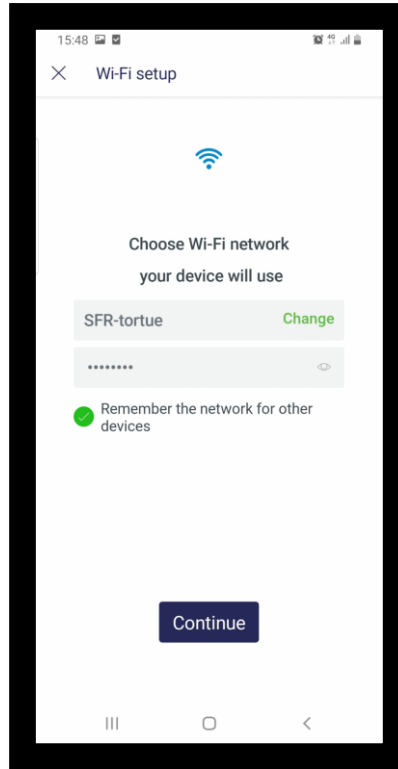 15:48
4G
Wi-Fi setup
Choose Wi-Fi network
your device will use
SFR-tortue Change
••••••••
Remember the network for other
devices
Continue